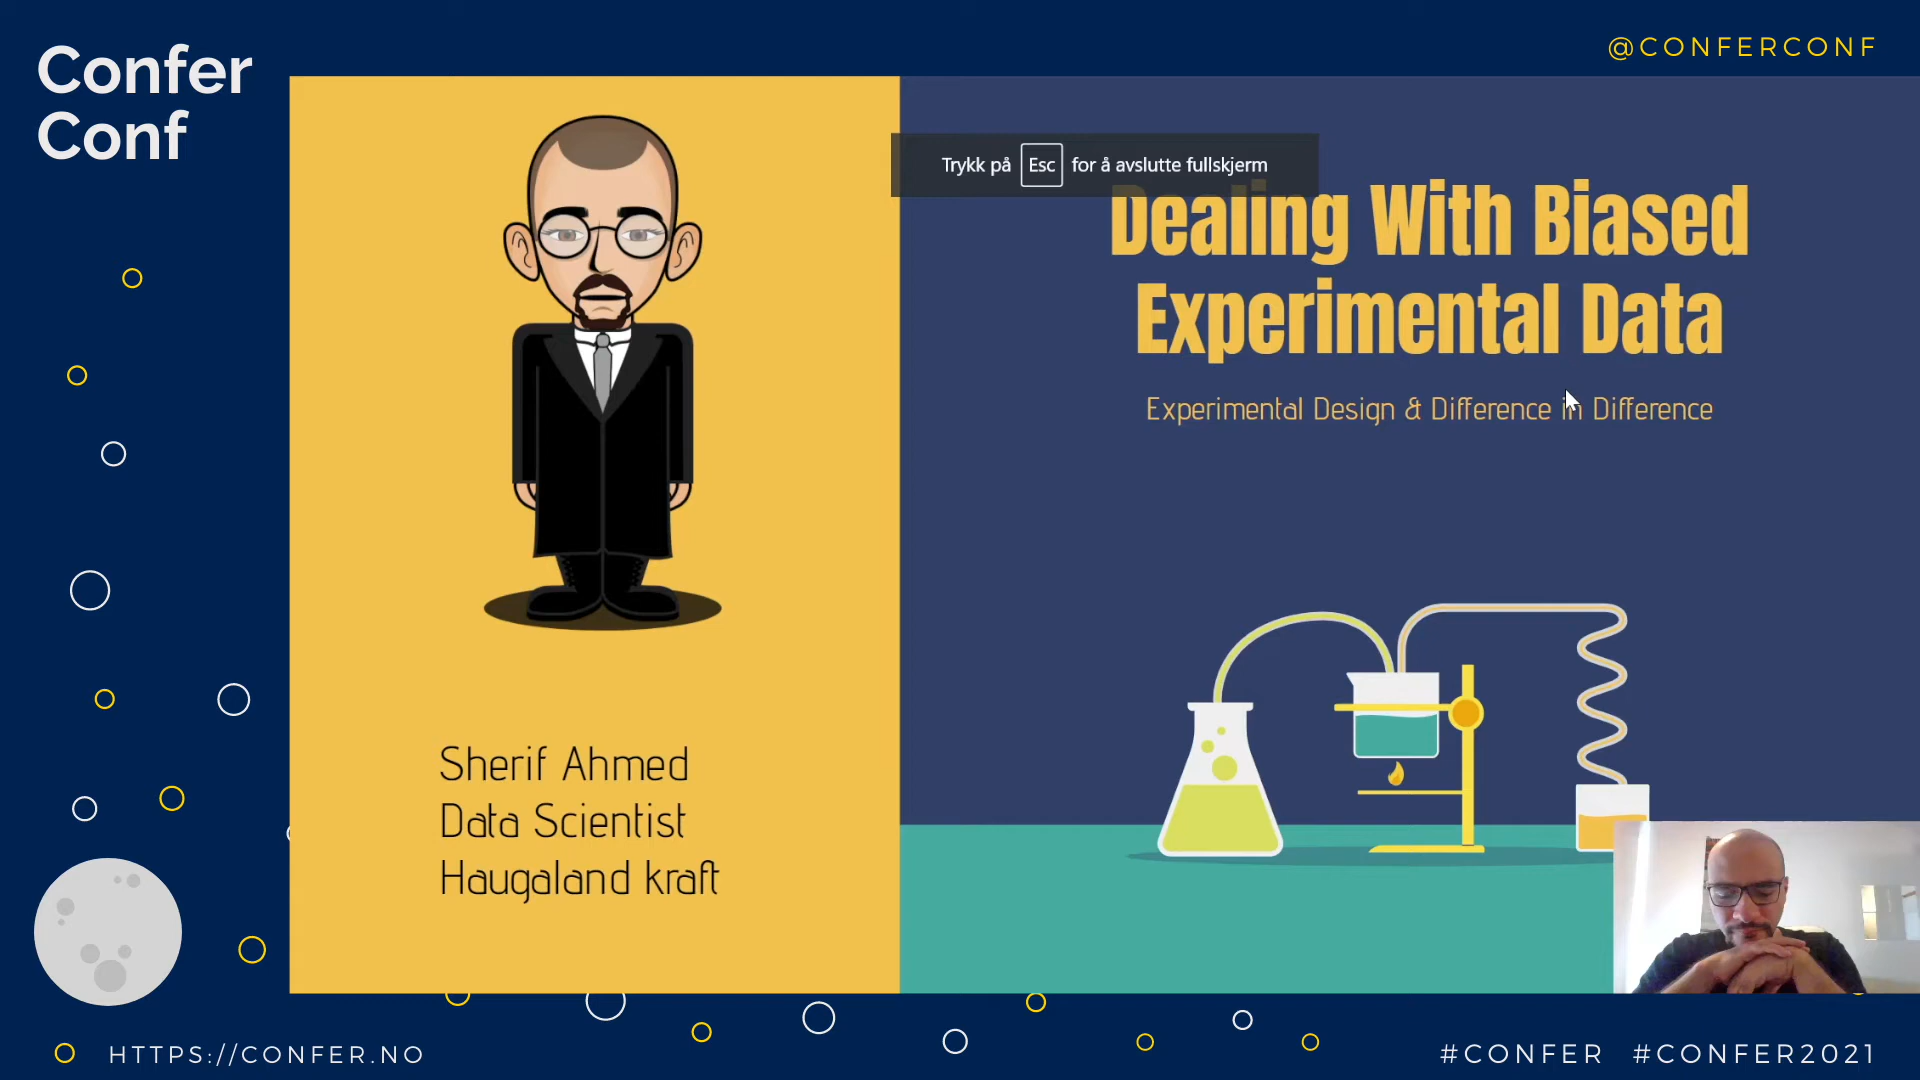 Confer
Conf
@CONFERCONF
Trykk på Esc for å avslutte fullskjerm
Dealing With Biased
Experimental Data
Experimental Design & Difference in Difference
Sherif Ahmed
Data Scientist
Haugaland kraft
HTTPS://CONFER.NO
#CONFER #CONFER2021